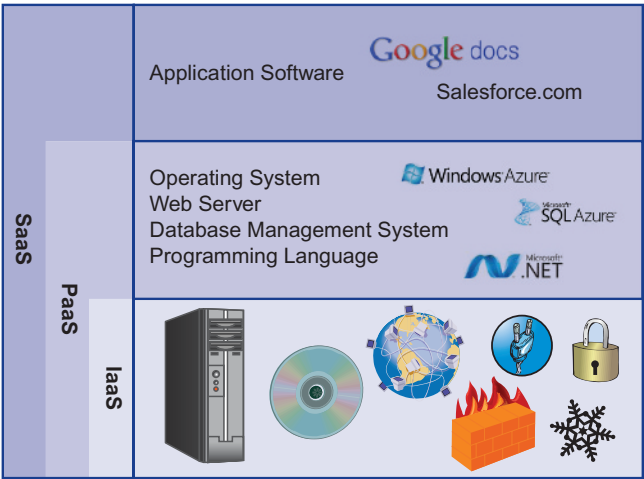 Application Software
Google docs
Salesforce.com
Operating System
Web Server
Database Management System
Programming Language
Windows Azure
Microsoft
SQL Azure
Microsoft
.NET
SaaS
PaaS
IaaS